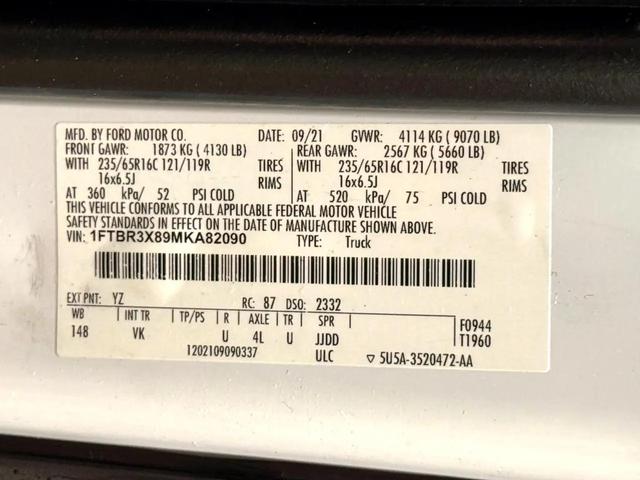 MFD. BY FORD MOTOR CO. DATE: 09/21 GVWR: 4114 KG ( 9070 LB)
FRONT GAWR: 1873 KG ( 4130 LB) REAR GAWR: 2567 KG ( 5660 LB)
WITH 235/65R16C 121/119R TIRES WITH 235/65R16C 121/119R TIRES
16x6.5J RIMS 16x6.5J RIMS
AT 360 kPa/ 52 PSI COLD AT 520 kPa/ 75 PSI COLD
THIS VEHICLE CONFORMS TO ALL APPLICABLE FEDERAL MOTOR VEHICLE
SAFETY STANDARDS IN EFFECT ON THE DATE OF MANUFACTURE SHOWN ABOVE.
VIN: 1FTBR3X89MKA82090 TYPE: Truck
EXT PNT: YZ RC: 87 DSO: 2332
WB INT TR TP/PS R AXLE TR SPR F0944
148 VK U 4L U JJDD T1960
1202109090337 ULC ▽ 5U5A-3520472-AA